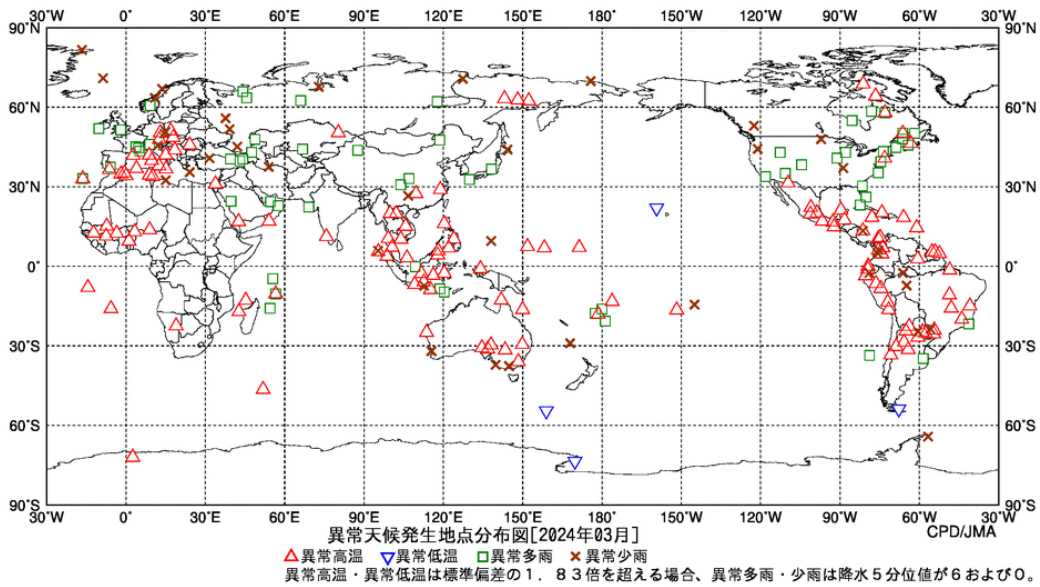 30°W 0° 30°E 60°E 90°E 120°E 150°E 180° 150°W 120°W 90°W 60°W 30°W
90°N 90°N
60°N 60°N
30°N 30°N
0° 0°
30°S 30°S
60°S 60°S
90°S 90°S
30°W 0° 30°E 60°E 90°E 120°E 150°E 180° 150°W 120°W 90°W 60°W 30°W
異常天候発生地点分布図[2024年03月] CPD/JMA
△異常高温 ▽異常低温 □異常多雨 ×異常少雨
異常高温・異常低温は標準偏差の1.83倍を超える場合、異常多雨・少雨は降水5分位値が6および0。